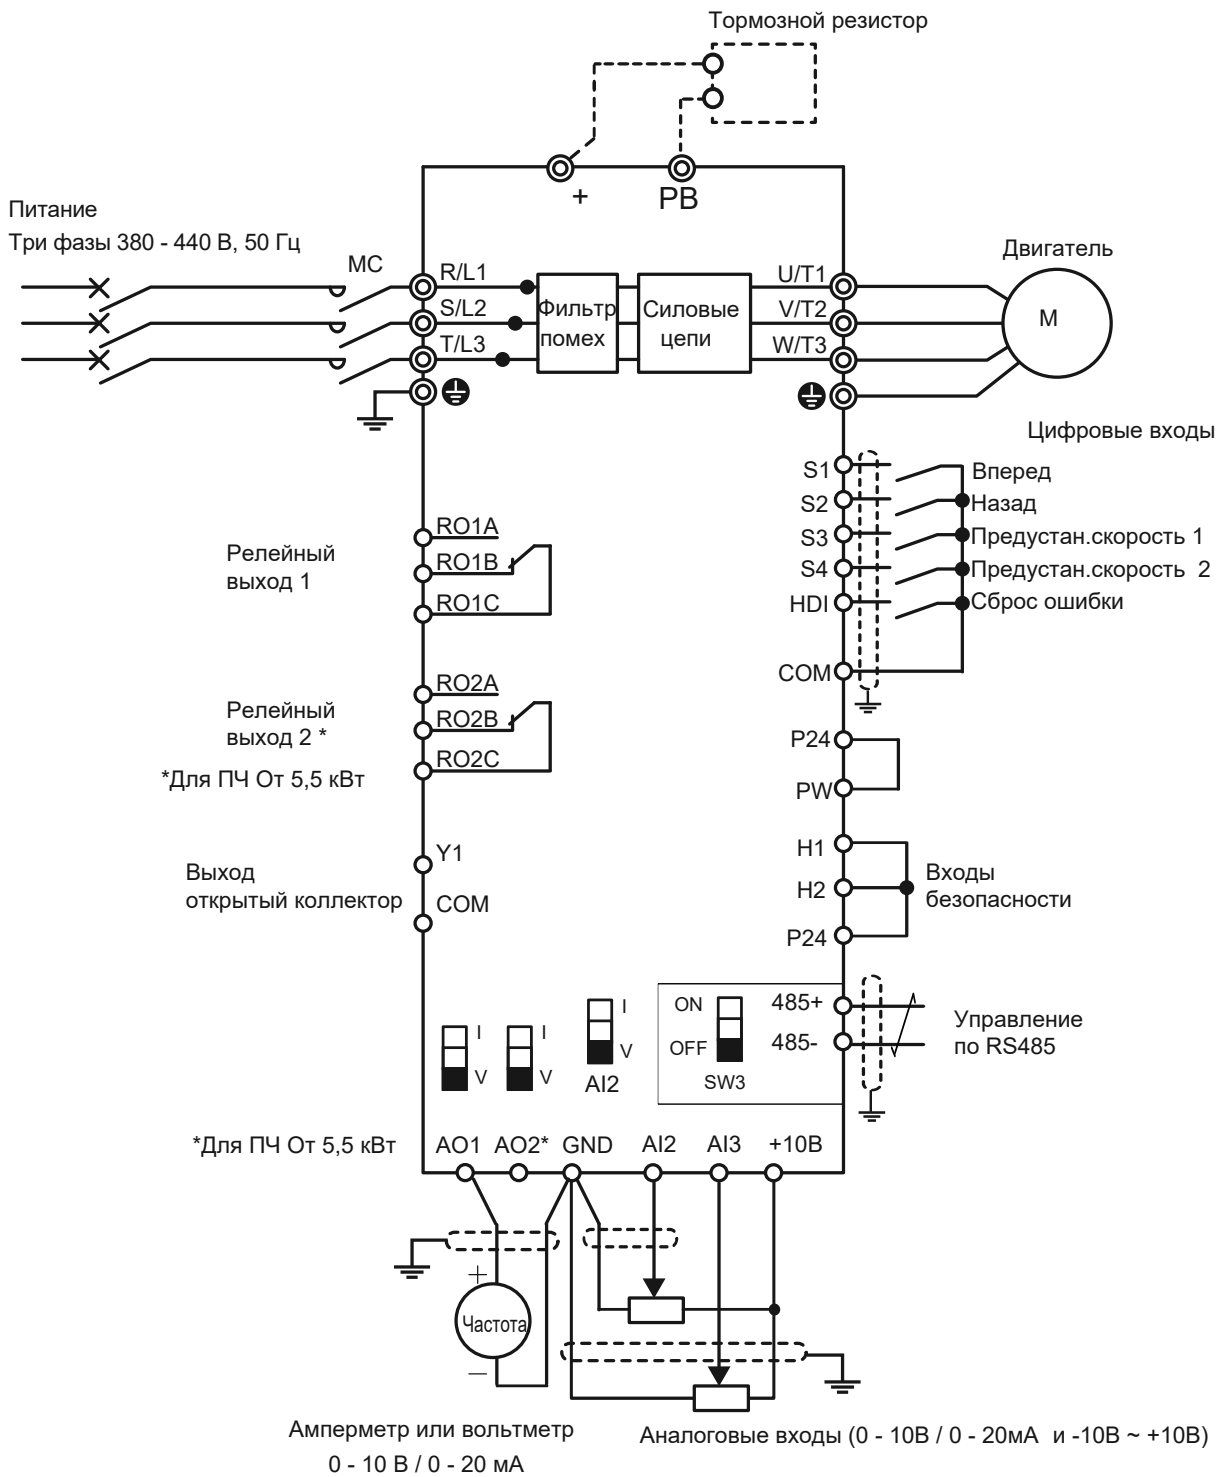 Тормозной резистор
+
PB
Питание
Три фазы 380 - 440 В, 50 Гц
MC
R/L1
S/L2
T/L3
Фильтр
помех
Силовые
цепи
U/T1
V/T2
W/T3
Двигатель
M
Цифровые входы
S1
Вперед
S2
Назад
S3
Предустан.скорость 1
S4
Предустан.скорость 2
HDI
Сброс ошибки
COM
Релейный
выход 1
RO1A
RO1B
RO1C
Релейный
выход 2 *
*Для ПЧ От 5,5 кВт
RO2A
RO2B
RO2C
P24
PW
Выход
открытый коллектор
Y1
COM
H1
H2
P24
Входы
безопасности
I
V
I
V
I
V
AI2
ON
OFF
SW3
485+
485-
Управление
по RS485
*Для ПЧ От 5,5 кВт
AO1
AO2*
GND
AI2
AI3
+10В
+
Частота
—
Амперметр или вольтметр
0 - 10 В / 0 - 20 мА
Аналоговые входы (0 - 10В / 0 - 20мА и -10В ~ +10В)